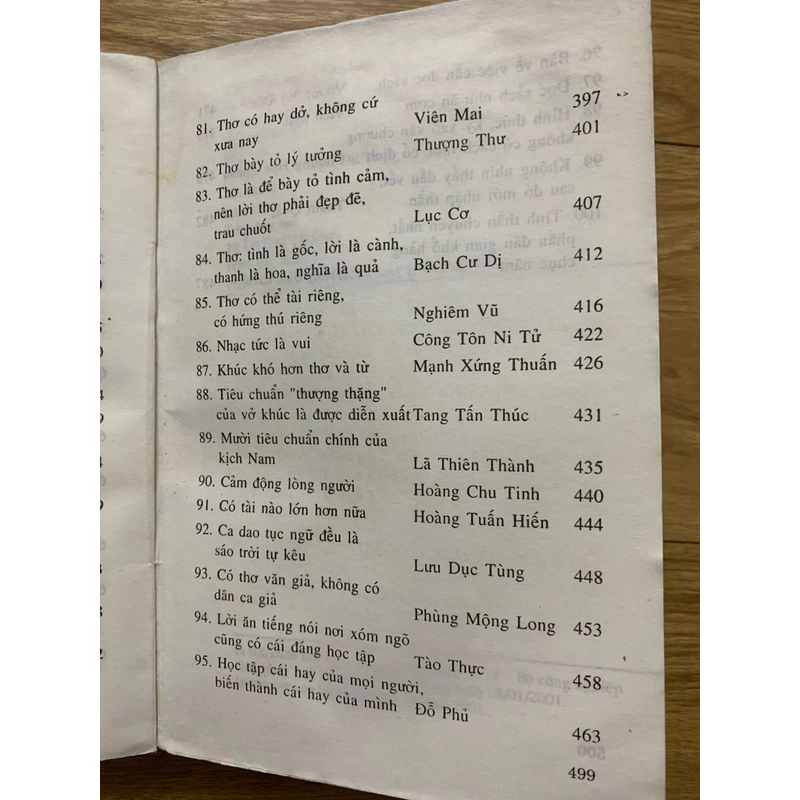 81. Thơ có hay dở, không cứ
xưa nay Viên Mai 397
82. Thơ bày tỏ lý tưởng Thượng Thư 401
83. Thơ là để bày tỏ tình cảm,
nên lời thơ phải đẹp đẽ,
trau chuốt Lục Cơ 407
84. Thơ: tình là gốc, lời là cành,
thanh là hoa, nghĩa là quả Bạch Cư Dị 412
85. Thơ có thể tài riêng,
có hứng thú riêng Nghiêm Vũ 416
86. Nhạc tức là vui Công Tôn Ni Tử 422
87. Khúc khó hơn thơ và từ Mạnh Xứng Thuấn 426
88. Tiêu chuẩn "thượng thặng"
của vở khúc là được diễn xuất Tang Tấn Thúc 431
89. Mười tiêu chuẩn chính của
kịch Nam Lã Thiên Thành 435
90. Cảm động lòng người Hoàng Chu Tinh 440
91. Có tài nào lớn hơn nữa Hoàng Tuấn Hiến 444
92. Ca dao tục ngữ đều là
sáo trời tự kêu Lưu Dục Tùng 448
93. Có thơ văn giả, không có
dân ca giả Phùng Mộng Long 453
94. Lời ăn tiếng nói nơi xóm ngõ
cũng có cái đáng học tập Tào Thực 458
95. Học tập cái hay của mọi người,
biến thành cái hay của mình Đỗ Phủ 463
499